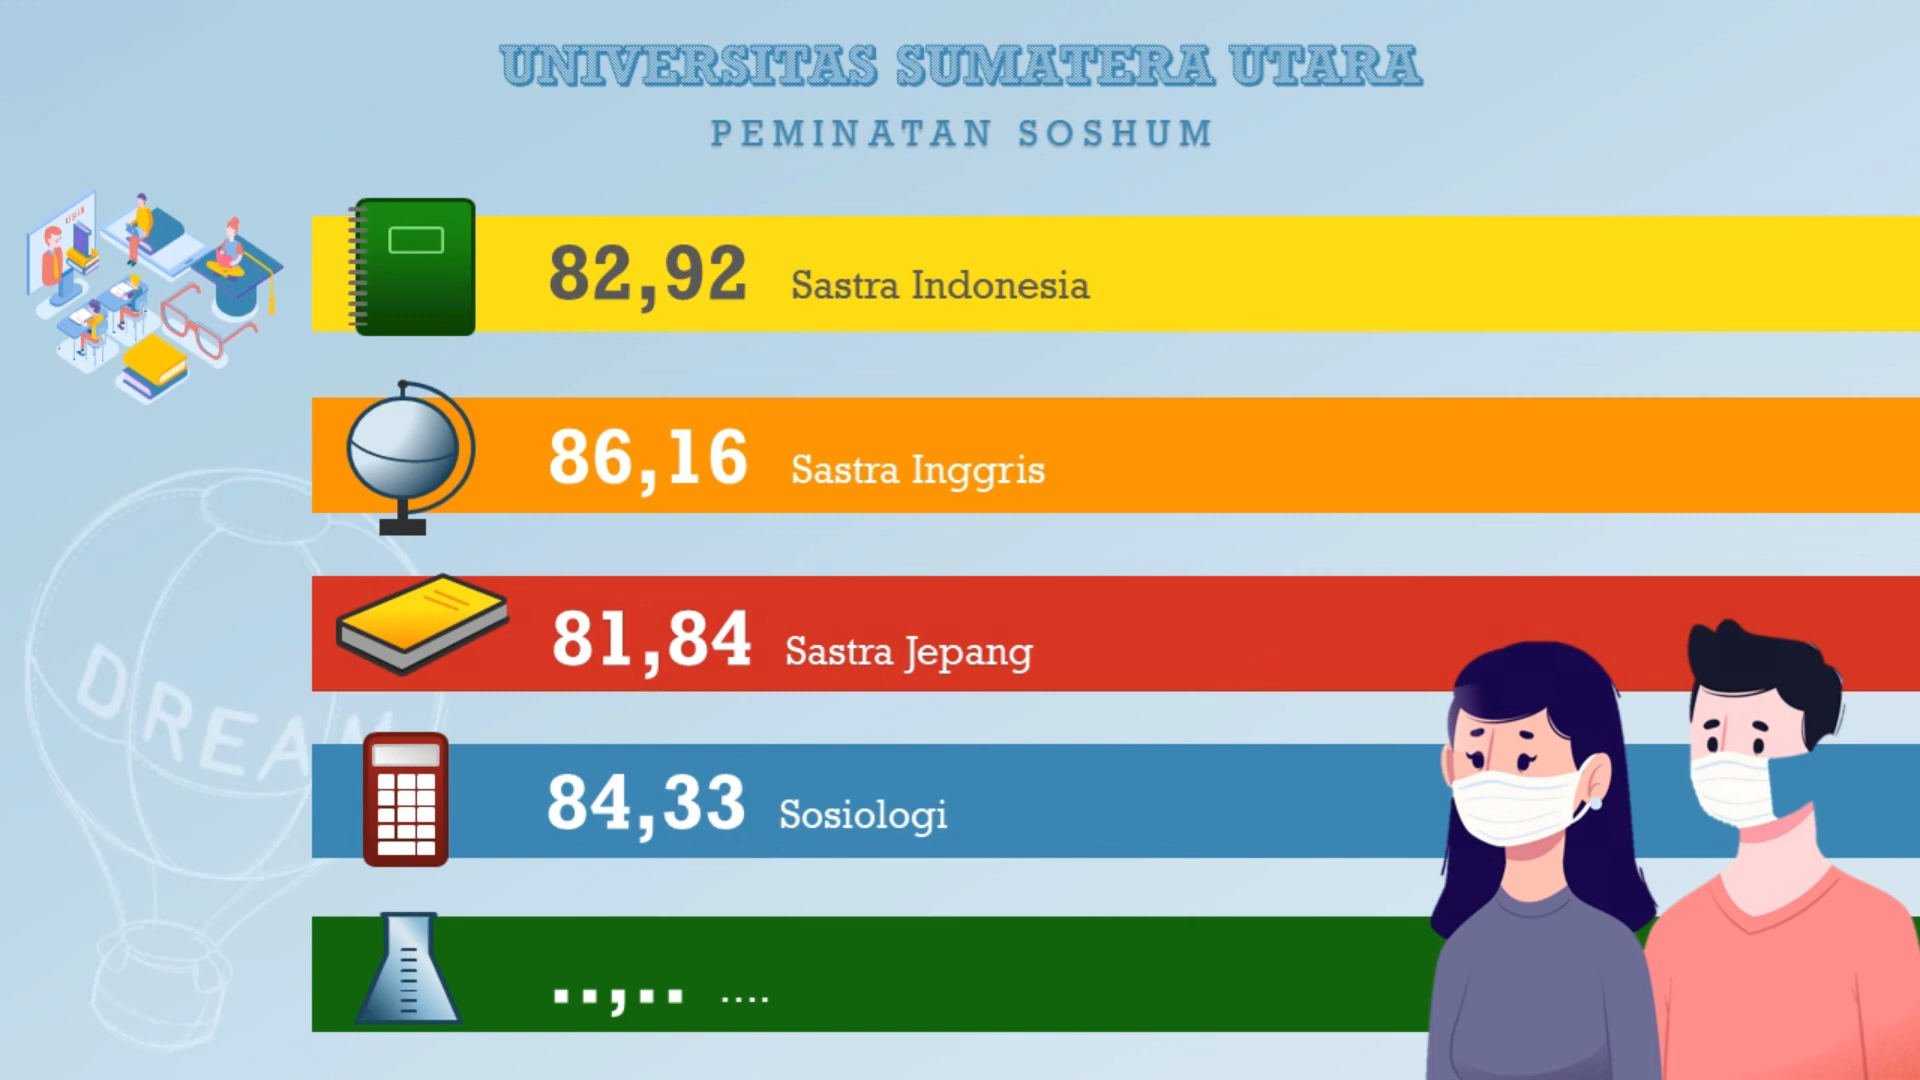 UNIVERSITAS SUMATERA UTARA
PEMINATAN SOSHUM
82,92 Sastra Indonesia
86,16 Sastra Inggris
81,84 Sastra Jepang
DREAM
84,33 Sosiologi
..,.. ....